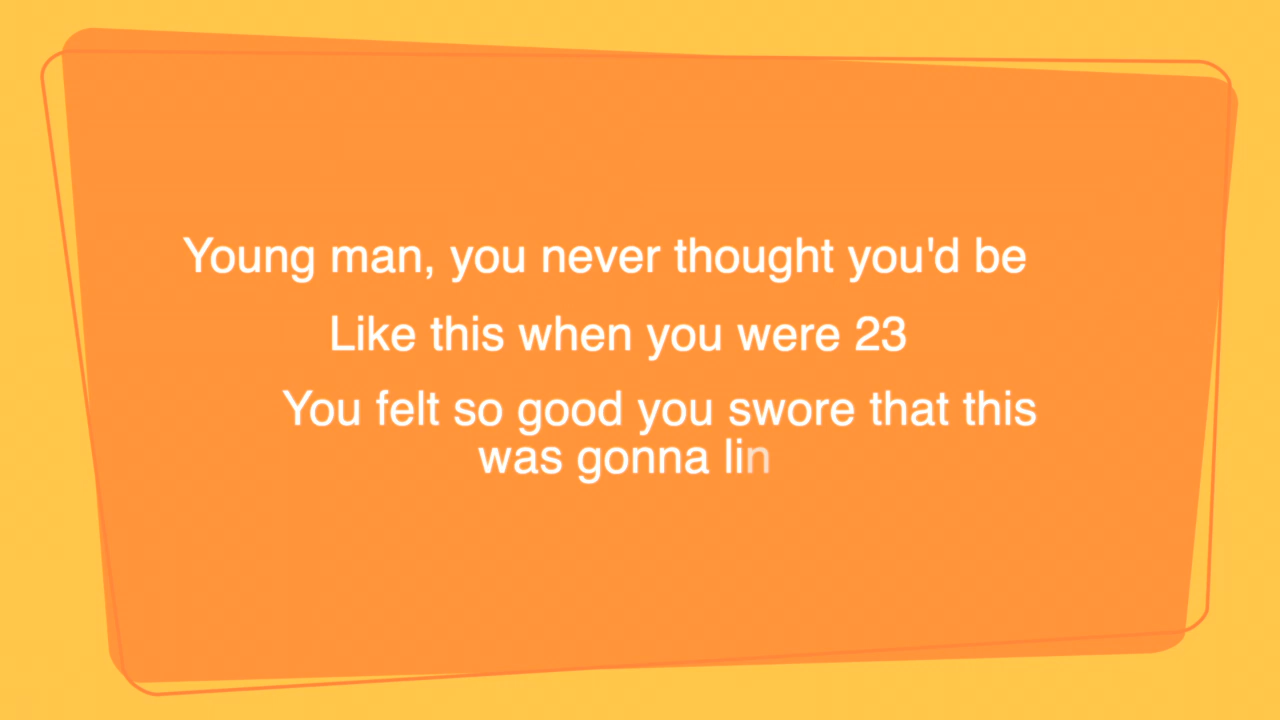 Young man, you never thought you'd be
Like this when you were 23
You felt so good you swore that this
was gonna lin